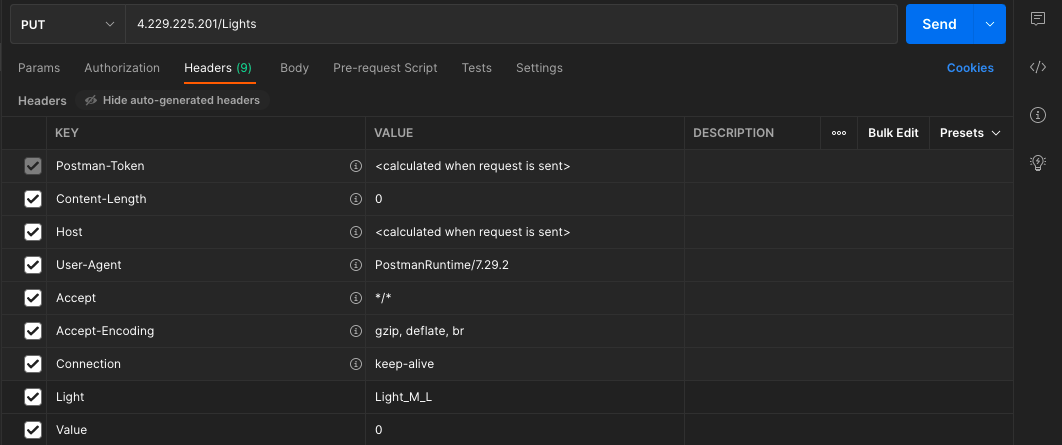 PUT 4.229.225.201/Lights Send
Params Authorization Headers (9) Body Pre-request Script Tests Settings Cookies
Headers Hide auto-generated headers
KEY VALUE DESCRIPTION Bulk Edit Presets
Postman-Token <calculated when request is sent>
Content-Length 0
Host <calculated when request is sent>
User-Agent PostmanRuntime/7.29.2
Accept */*
Accept-Encoding gzip, deflate, br
Connection keep-alive
Light Light_M_L
Value 0